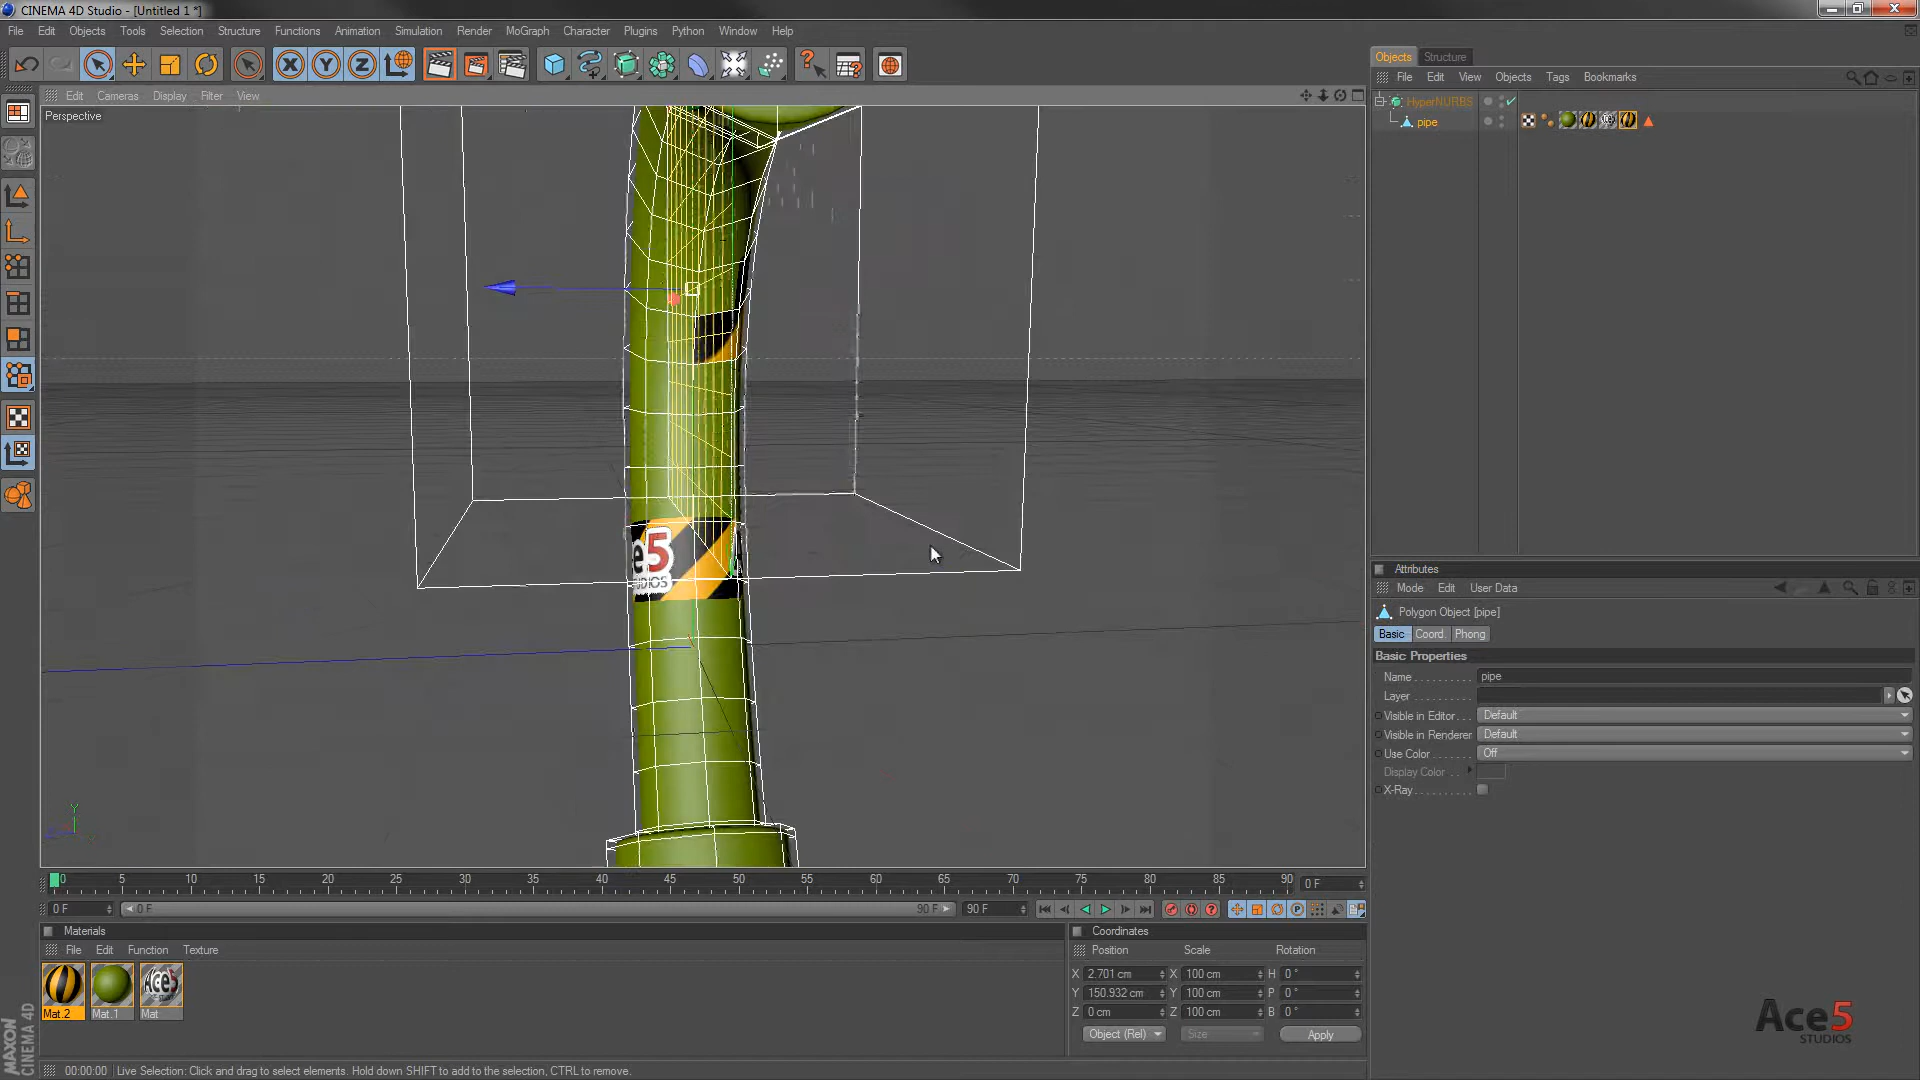 CINEMA 4D Studio - [Untitled 1 *]
File Edit Objects Tools Selection Structure Functions Animation Simulation Render MoGraph Character Plugins Python Window Help
Objects Structure
File Edit View Objects Tags Bookmarks
Edit Cameras Display Filter View
HyperNURBS
Perspective
pipe
e5
UDIOS
Attributes
Mode Edit User Data
Polygon Object [pipe]
Basic Coord. Phong
Basic Properties
Name pipe
Layer
Visible in Editor Default
Visible in Renderer Default
Use Color Off
Display Color
X-Ray
Y
0 5 10 15 20 25 30 35 40 45 50 55 60 65 70 75 80 85 90 0 F
0 F 0 F 90 F 90 F
Materials
File Edit Function Texture
Mat.2 Mat.1 Mat
Ace5
Coordinates
Position Scale Rotation
X 2.701 cm X 100 cm H 0 °
Y 150.932 cm Y 100 cm P 0 °
Z 0 cm Z 100 cm B 0 °
Object (Rel) Size Apply
Ace5
STUDIOS
MAXON
CINEMA 4D
00:00:00 Live Selection: Click and drag to select elements. Hold down SHIFT to add to the selection, CTRL to remove.